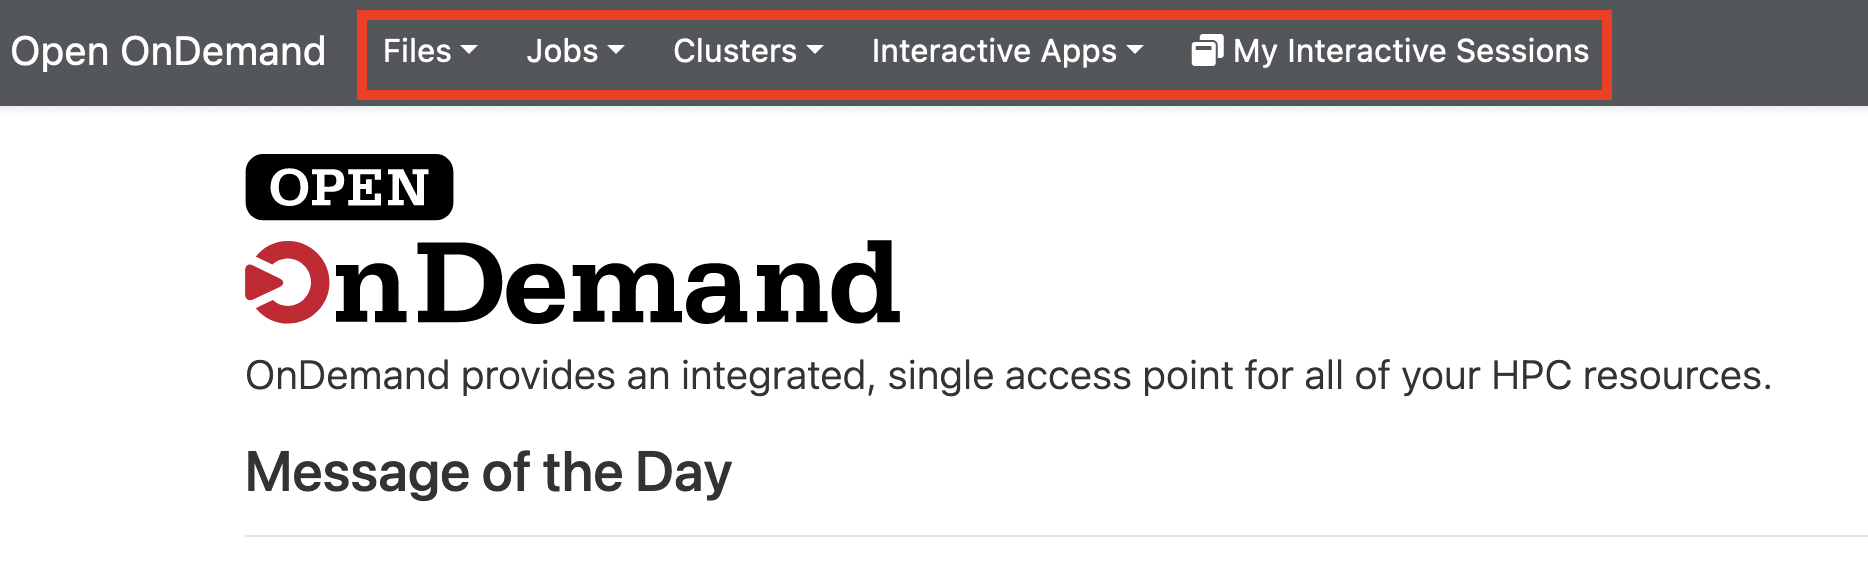 Open OnDemand Files Jobs Clusters Interactive Apps My Interactive Sessions
OPEN
OnDemand
OnDemand provides an integrated, single access point for all of your HPC resources.
Message of the Day